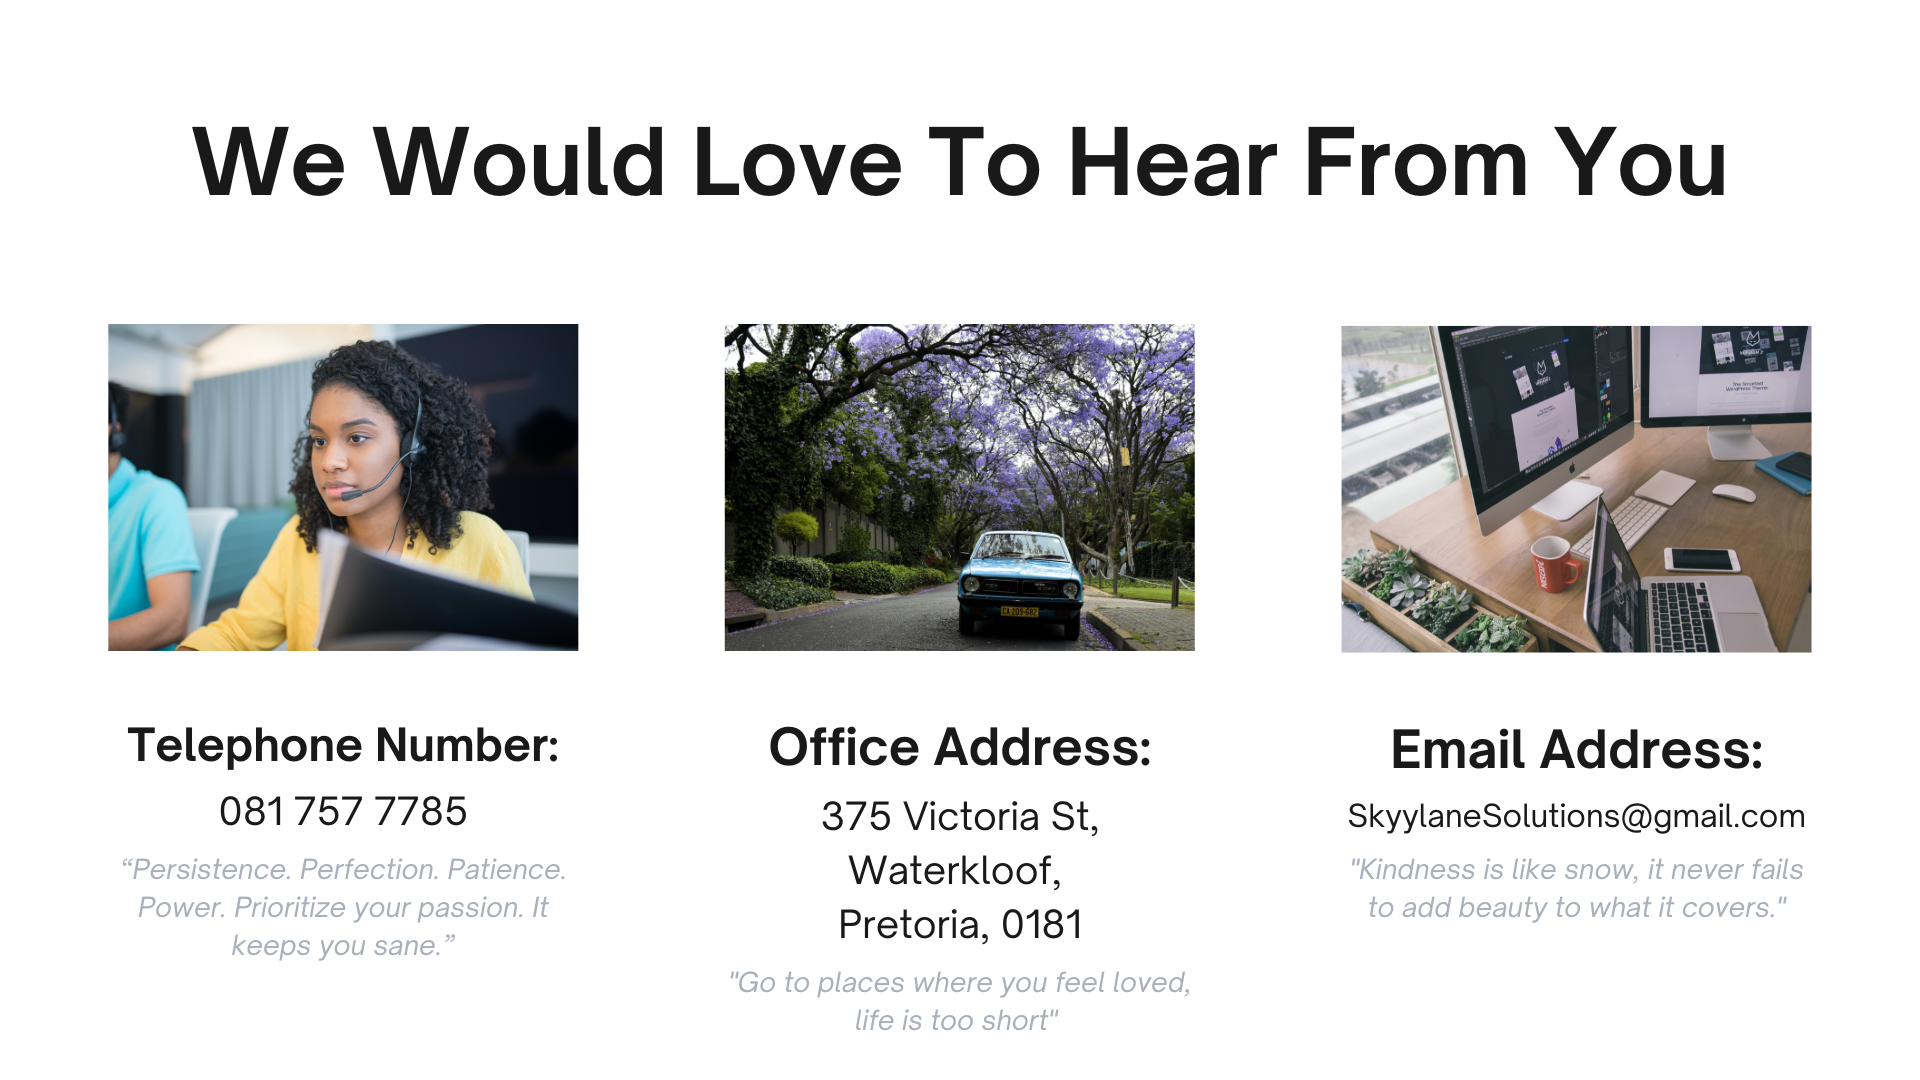 We Would Love To Hear From You
Telephone Number:
081 757 7785
“Persistence. Perfection. Patience.
Power. Prioritize your passion. It
keeps you sane.”
Office Address:
375 Victoria St,
Waterkloof,
Pretoria, 0181
"Go to places where you feel loved,
life is too short"
Email Address:
SkyylaneSolutions@gmail.com
"Kindness is like snow, it never fails
to add beauty to what it covers."